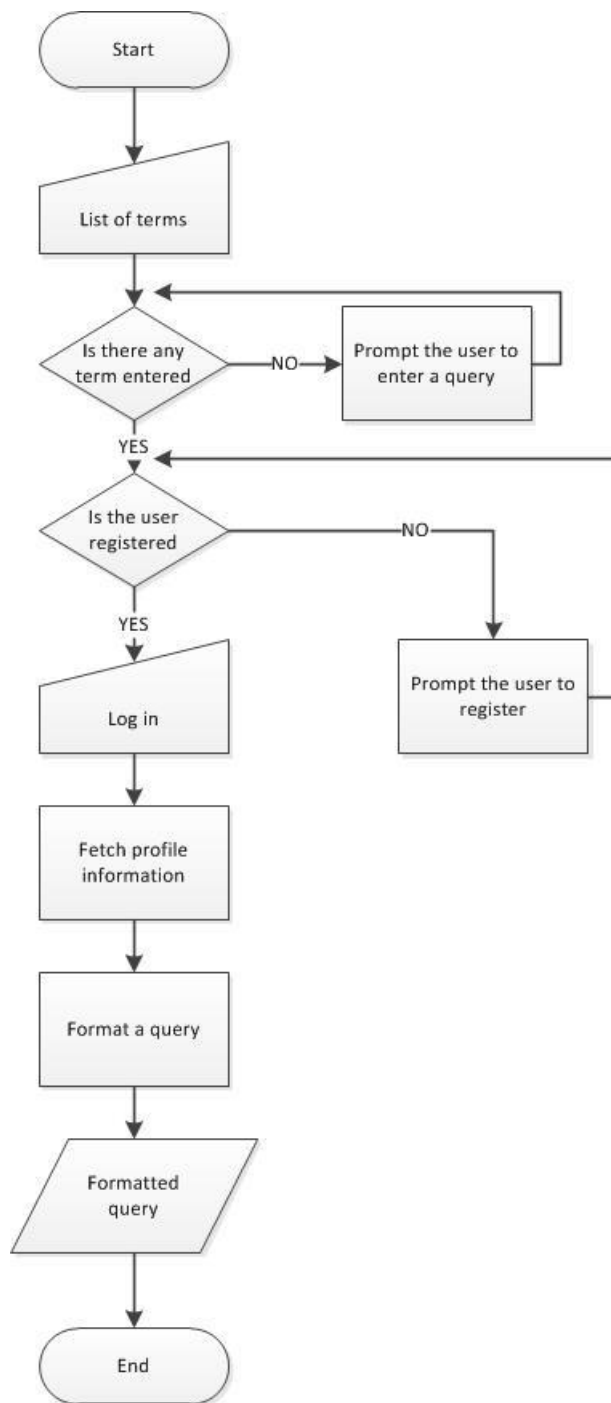 Start
List of terms
Is there any
term entered
NO
Prompt the user to
enter a query
YES
Is the user
registered
NO
YES
Prompt the user to
register
Log in
Fetch profile
information
Format a query
Formatted
query
End